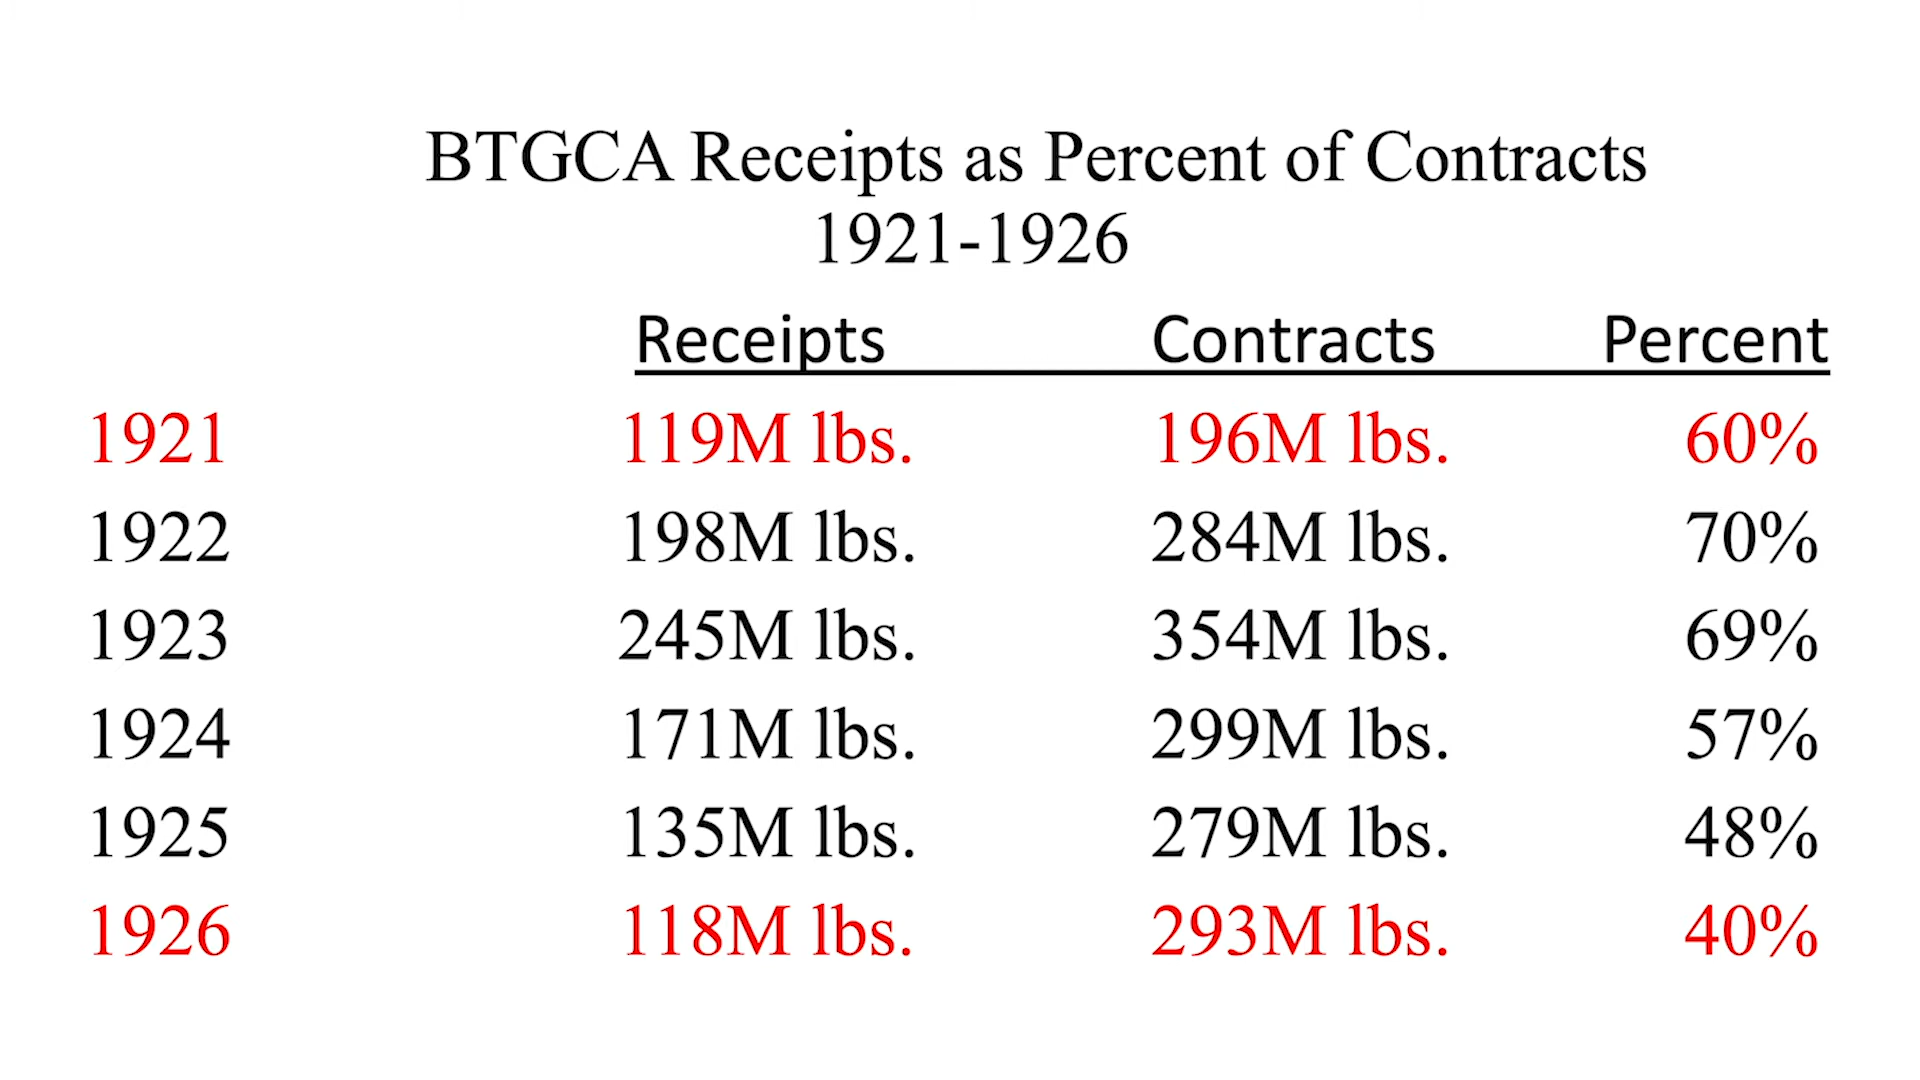 BTGCA Receipts as Percent of Contracts
1921-1926
Receipts Contracts Percent
1921 119M lbs. 196M lbs. 60%
1922 198M lbs. 284M lbs. 70%
1923 245M lbs. 354M lbs. 69%
1924 171M lbs. 299M lbs. 57%
1925 135M lbs. 279M lbs. 48%
1926 118M lbs. 293M lbs. 40%